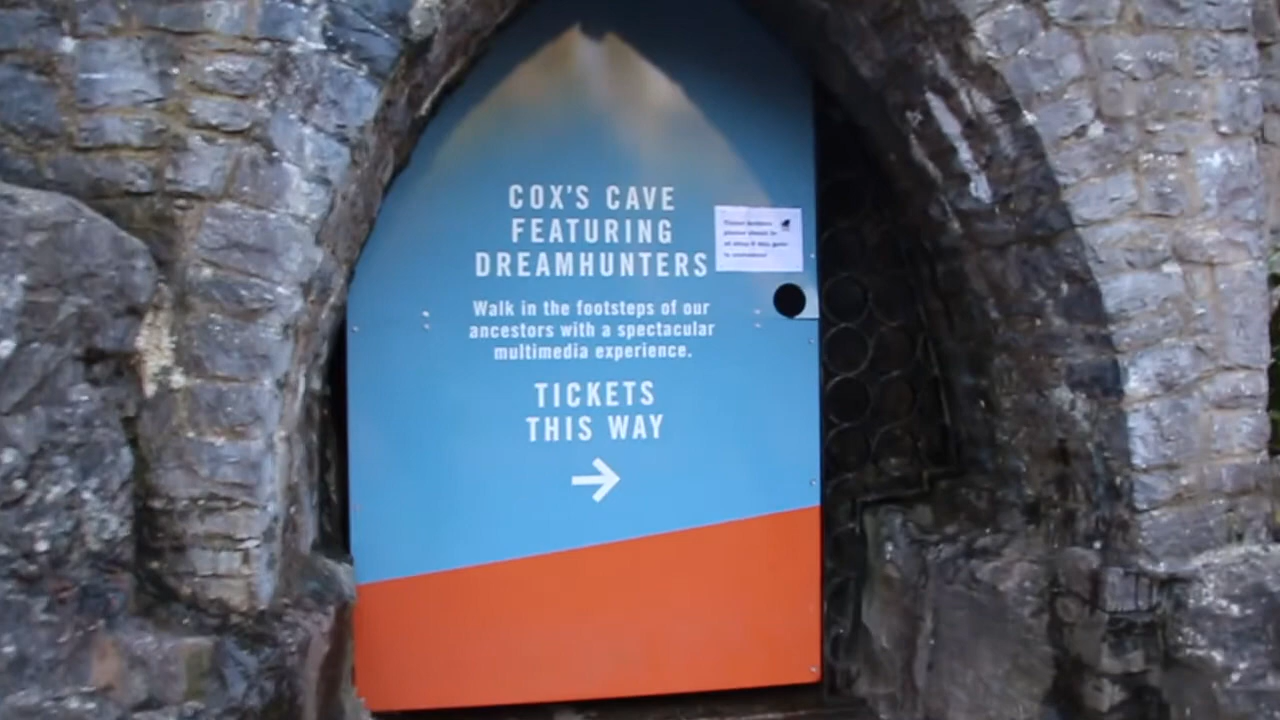 COX'S CAVE
FEATURING
DREAMHUNTERS
Walk in the footsteps of our
ancestors with a spectacular
multimedia experience.
TICKETS
THIS WAY